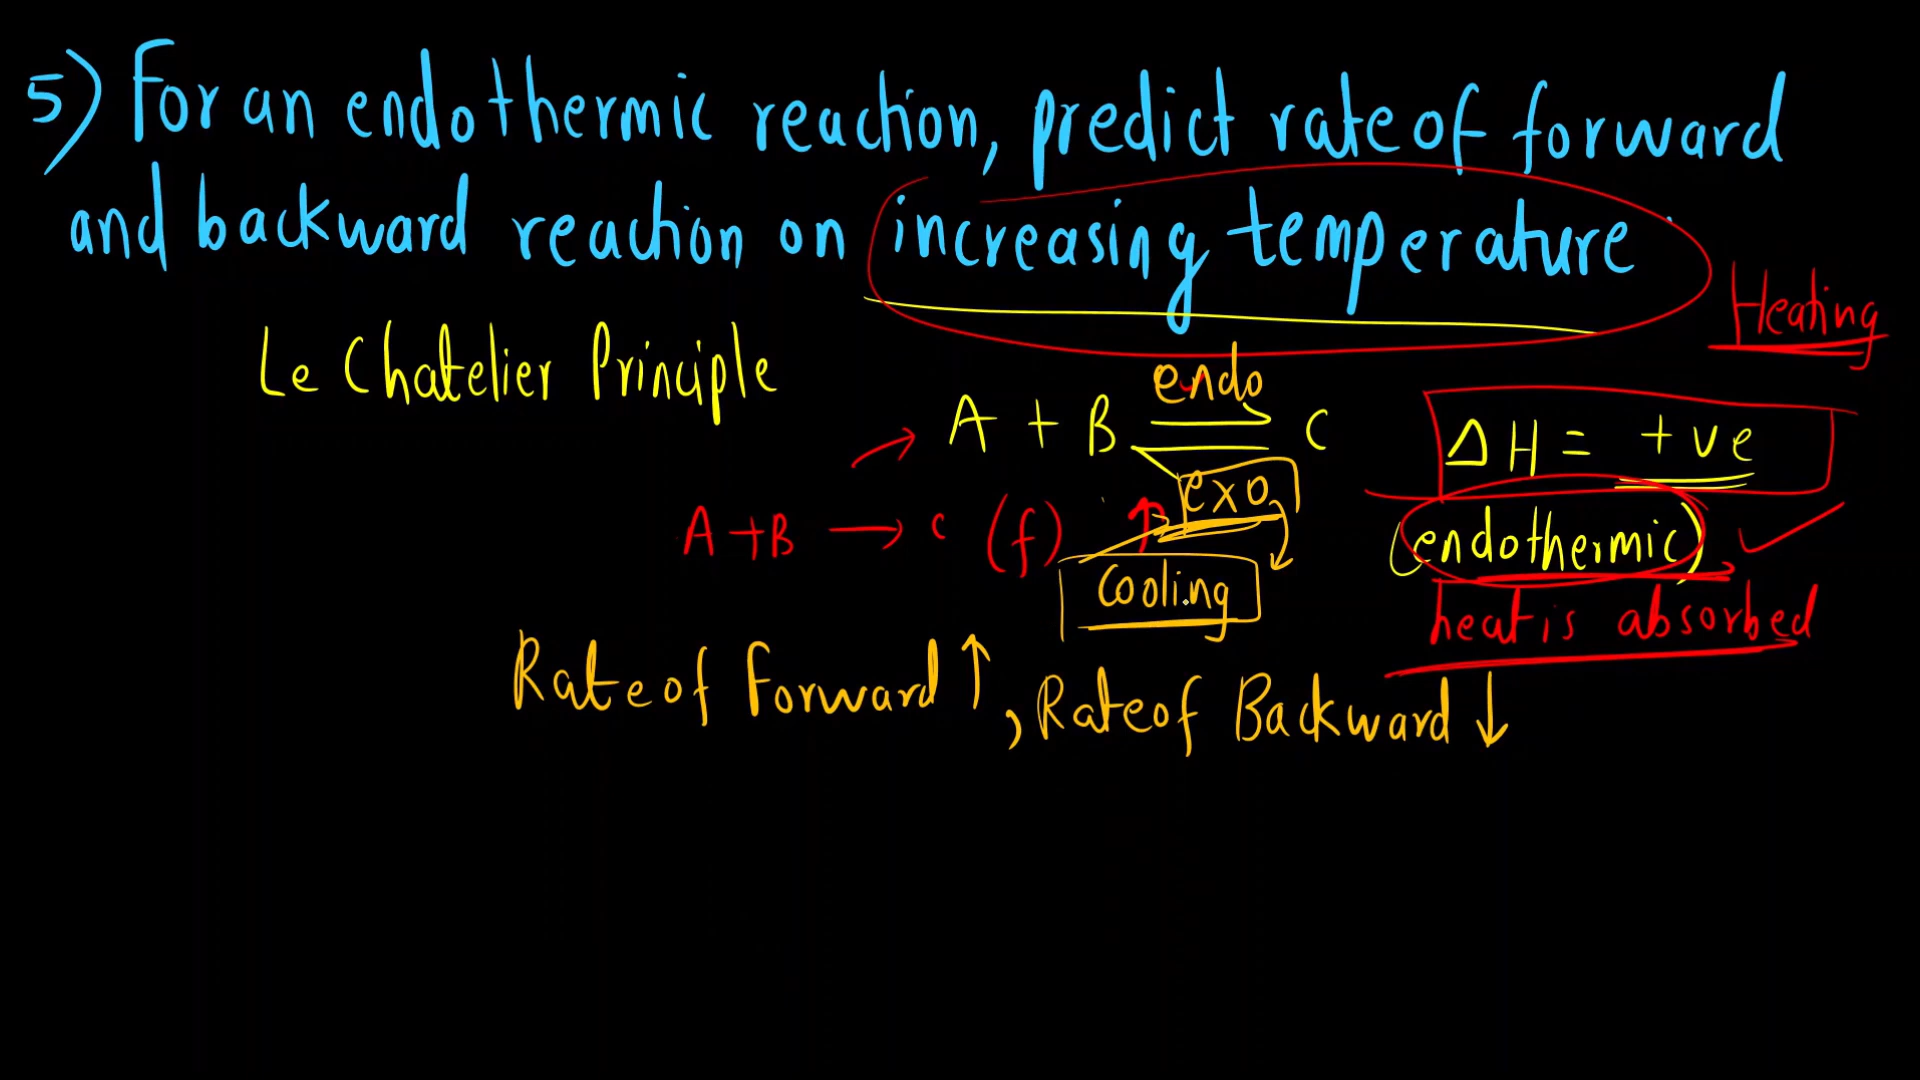 5) For an endothermic reaction, predict rate of forward
and backward reaction on increasing temperature.
Heating
Le Chatelier Principle
endo
A + B ⇌ C
ΔH = +ve
exo
A + B → C (f) ↑
(endothermic)
cooling
heat is absorbed
Rate of Forward ↑, Rate of Backward ↓